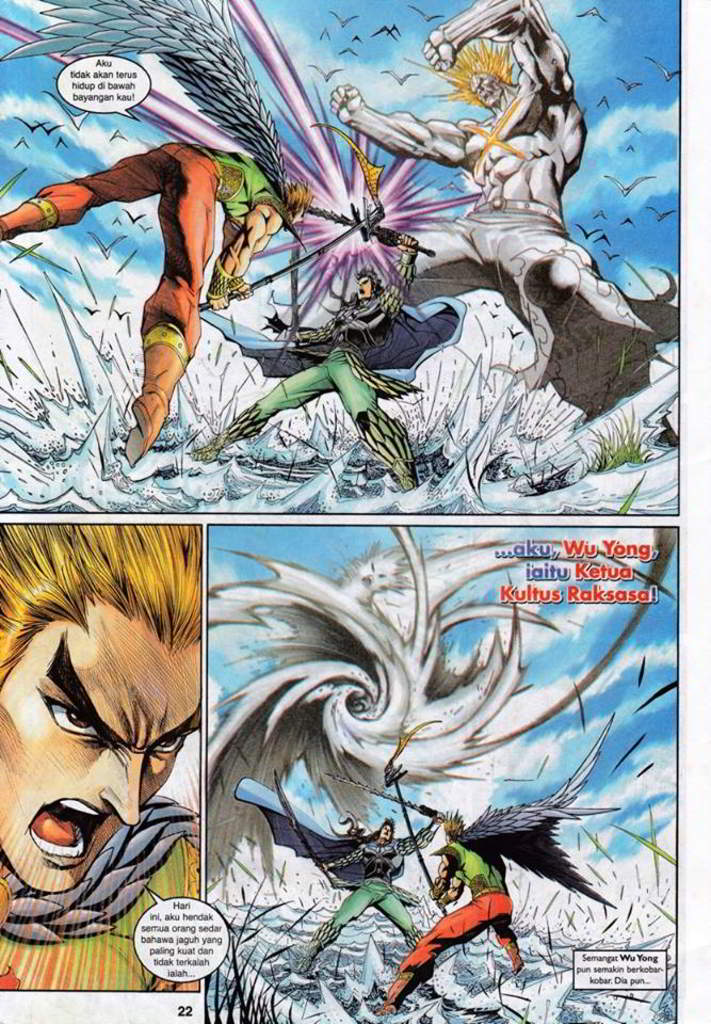 Aku
tidak akan terus
hidup di bawah
bayangan kau!
...aku, Wu Yong,
iaitu Ketua
Kultus Raksasa!
Hari
ini, aku hendak
semua orang sedar
bahawa jaguh yang
paling kuat dan
tidak terkalah
ialah...
Semangat Wu Yong
pun semakin berkobar-
kobar. Dia pun...
22